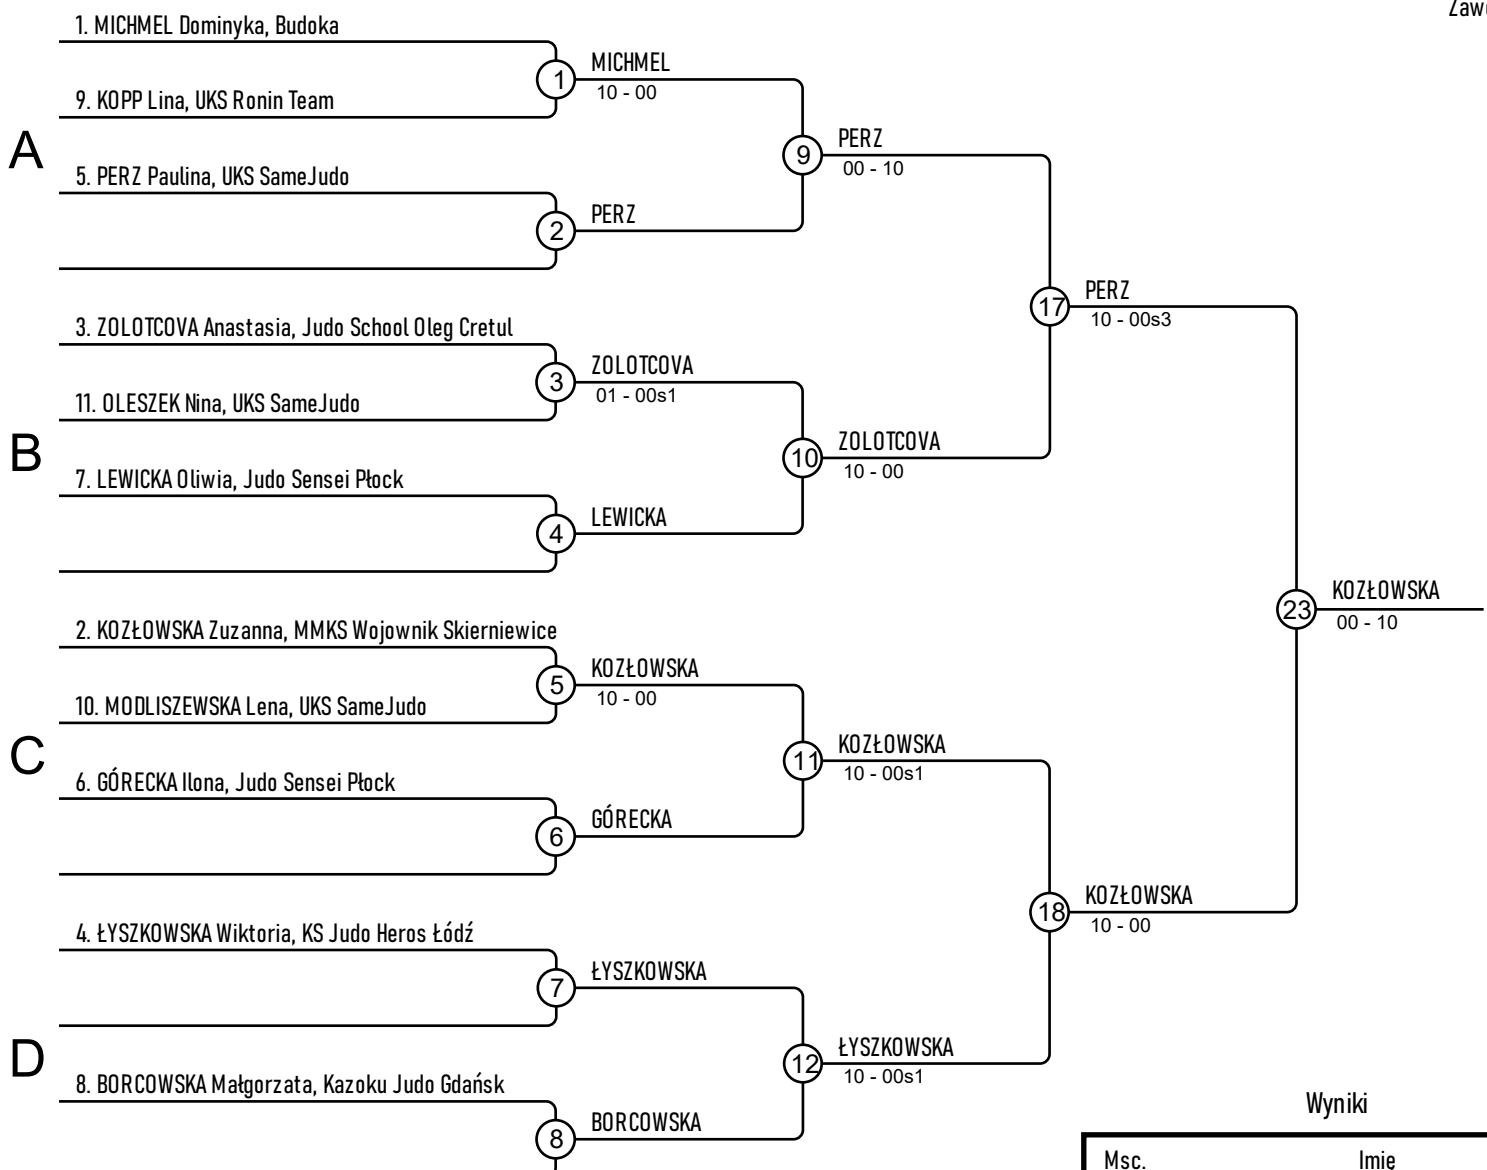 1. MICHMEL Dominyka, Budoka
1
MICHMEL
10 - 00
9. KOPP Lina, UKS Ronin Team
A
9
PERZ
00 - 10
5. PERZ Paulina, UKS SameJudo
2
PERZ
17
PERZ
10 - 00s3
3. ZOLOTCOVA Anastasia, Judo School Oleg Cretul
3
ZOLOTCOVA
01 - 00s1
11. OLESZEK Nina, UKS SameJudo
B
10
ZOLOTCOVA
10 - 00
7. LEWICKA Oliwia, Judo Sensei Płock
4
LEWICKA
23
KOZŁOWSKA
00 - 10
2. KOZŁOWSKA Zuzanna, MMKS Wojownik Skierniewice
5
KOZŁOWSKA
10 - 00
10. MODLISZEWSKA Lena, UKS SameJudo
C
11
KOZŁOWSKA
10 - 00s1
6. GÓRECKA Ilona, Judo Sensei Płock
6
GÓRECKA
18
KOZŁOWSKA
10 - 00
4. ŁYSZKOWSKA Wiktoria, KS Judo Heros Łódź
7
ŁYSZKOWSKA
D
12
ŁYSZKOWSKA
10 - 00s1
8. BORCOWSKA Małgorzata, Kazoku Judo Gdańsk
8
BORCOWSKA
Wyniki
Msc. Imię